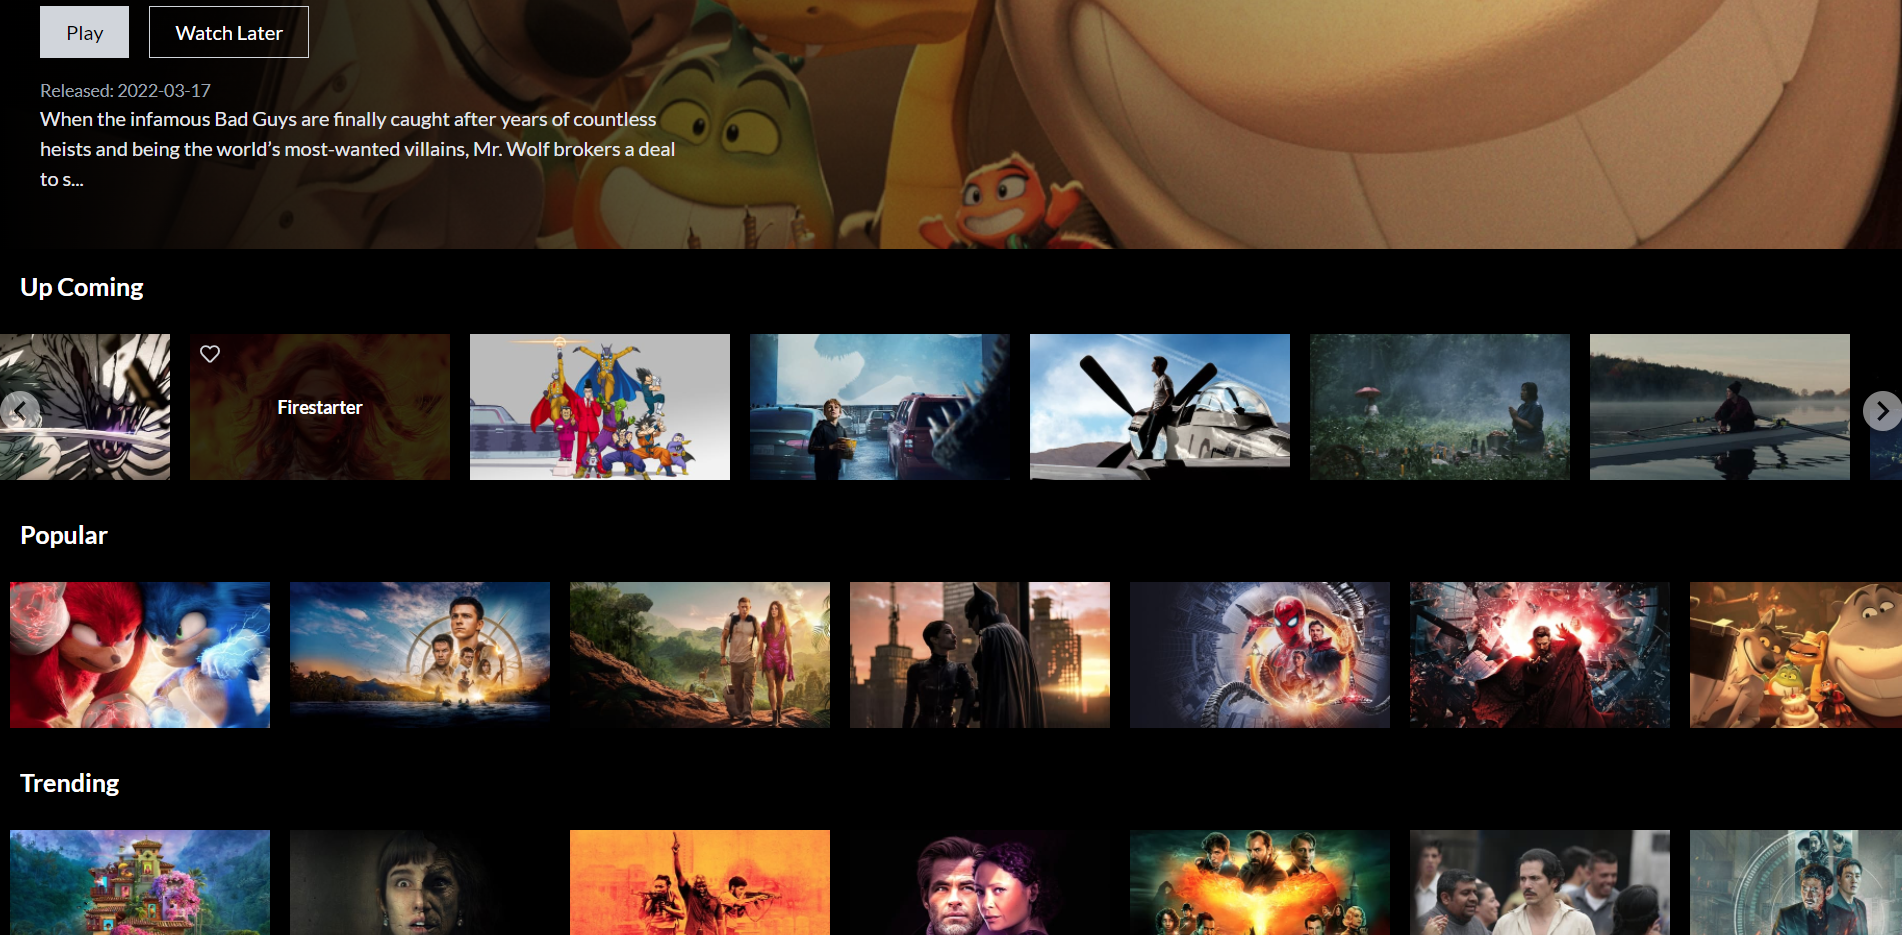 Play
Watch Later
Released: 2022-03-17
When the infamous Bad Guys are finally caught after years of countless
heists and being the world’s most-wanted villains, Mr. Wolf brokers a deal
to s...
Up Coming
Firestarter
Popular
Trending